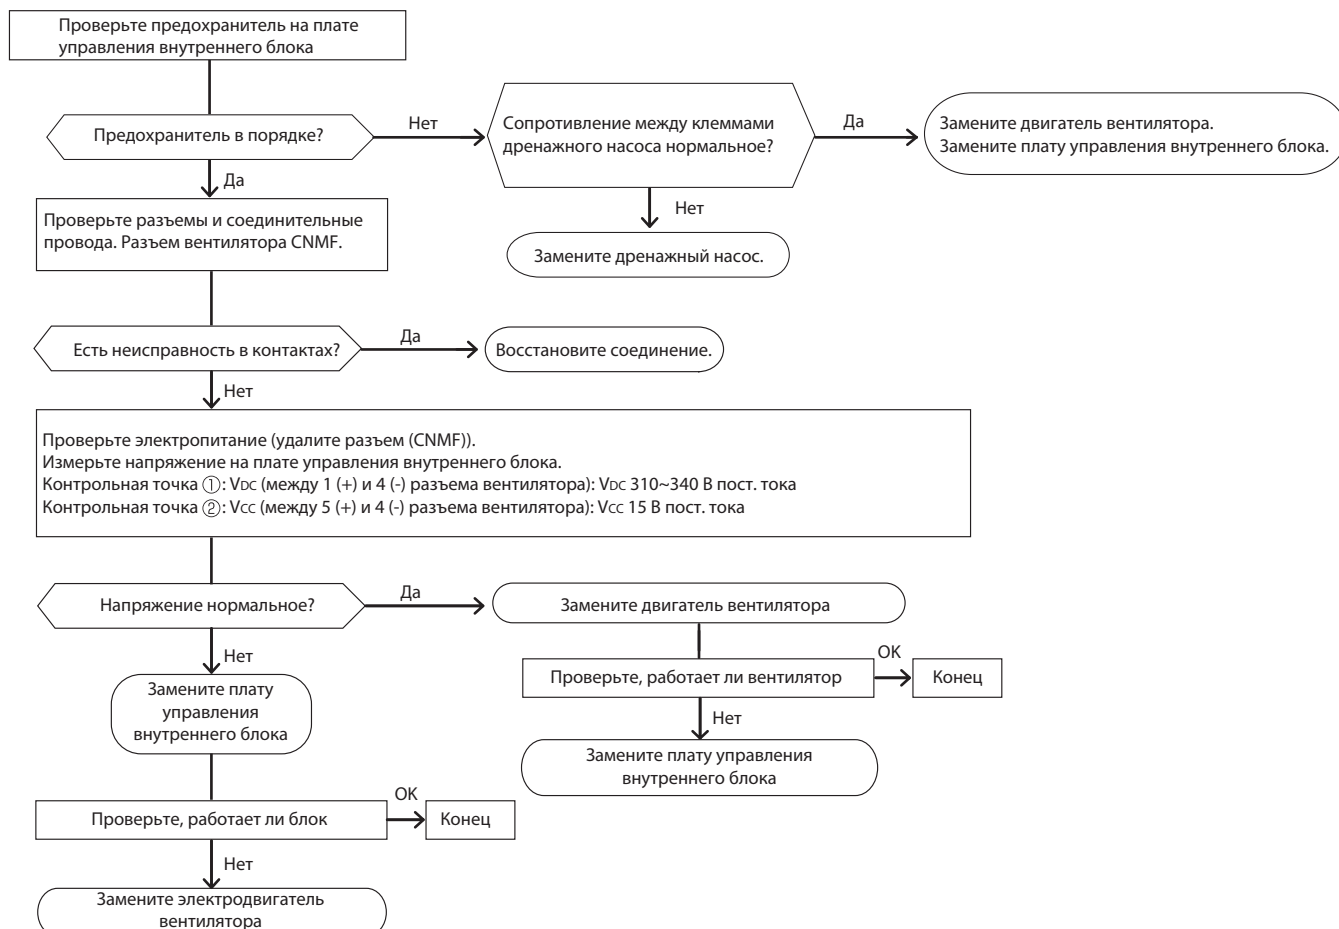 Проверьте предохранитель на плате
управления внутреннего блока
Предохранитель в порядке?
Нет
Сопротивление между клеммами
дренажного насоса нормальное?
Да
Замените двигатель вентилятора.
Замените плату управления внутреннего блока.
Да
Нет
Проверьте разъемы и соединительные
провода. Разъем вентилятора CNMF.
Замените дренажный насос.
Есть неисправность в контактах?
Да
Восстановите соединение.
Нет
Проверьте электропитание (удалите разъем (CNMF)).
Измерьте напряжение на плате управления внутреннего блока.
Контрольная точка ①: VDC (между 1 (+) и 4 (-) разъема вентилятора): VDC 310~340 В пост. тока
Контрольная точка ②: VCC (между 5 (+) и 4 (-) разъема вентилятора): VCC 15 В пост. тока
Напряжение нормальное?
Да
Замените двигатель вентилятора
Нет
Проверьте, работает ли вентилятор
OK
Конец
Замените плату
управления
внутреннего блока
Нет
Замените плату управления
внутреннего блока
Проверьте, работает ли блок
OK
Конец
Нет
Замените электродвигатель
вентилятора